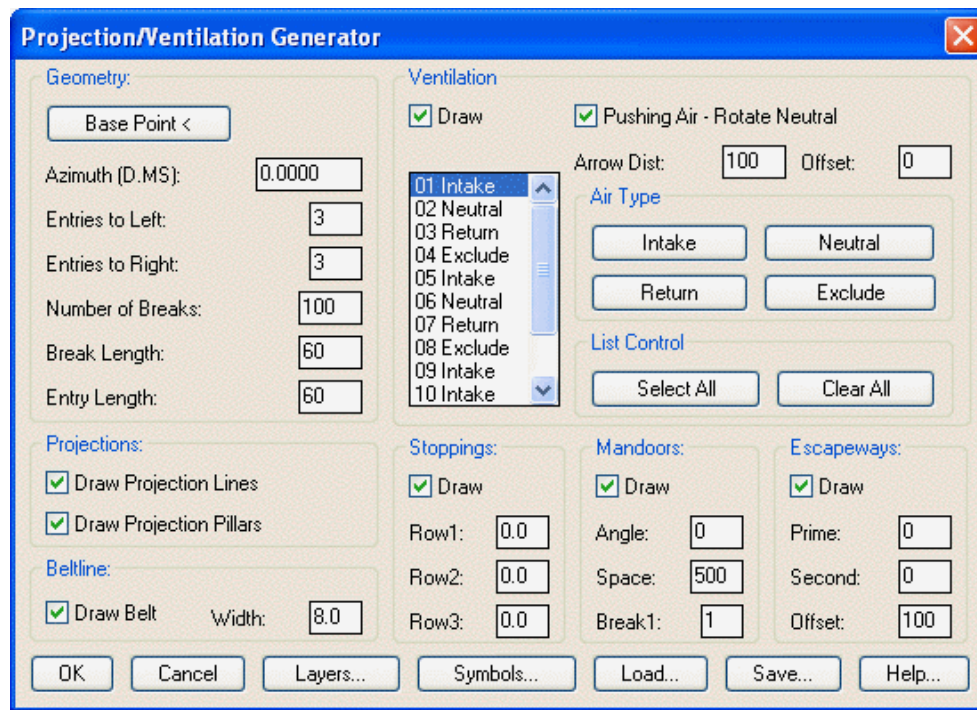 Projection/Ventilation Generator
Geometry:
Base Point <
Azimuth (D.MS): 0.0000
Entries to Left: 3
Entries to Right: 3
Number of Breaks: 100
Break Length: 60
Entry Length: 60
Ventilation
Draw
Pushing Air - Rotate Neutral
Arrow Dist: 100 Offset: 0
01 Intake
02 Neutral
03 Return
04 Exclude
05 Intake
06 Neutral
07 Return
08 Exclude
09 Intake
10 Intake
Air Type
Intake Neutral
Return Exclude
List Control
Select All Clear All
Projections:
Draw Projection Lines
Draw Projection Pillars
Beltline:
Draw Belt Width: 8.0
Stoppings:
Draw
Row1: 0.0
Row2: 0.0
Row3: 0.0
Mandoors:
Draw
Angle: 0
Space: 500
Break1: 1
Escapeways:
Draw
Prime: 0
Second: 0
Offset: 100
OK Cancel Layers... Symbols... Load... Save... Help...